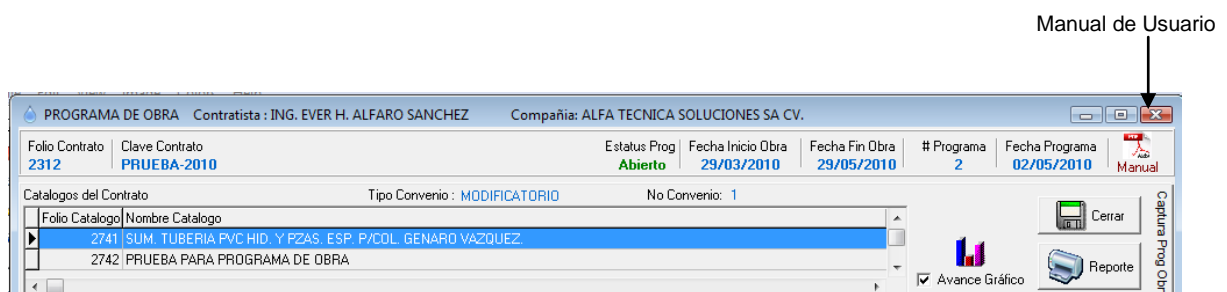 Manual de Usuario
PROGRAMA DE OBRA Contratista : ING. EVER H. ALFARO SANCHEZ Compañia: ALFA TECNICA SOLUCIONES SA CV.
Folio Contrato Clave Contrato Estatus Prog Fecha Inicio Obra Fecha Fin Obra # Programa Fecha Programa
2312 PRUEBA-2010 Abierto 29/03/2010 29/05/2010 2 02/05/2010 Manual
Catalogos del Contrato Tipo Convenio : MODIFICATORIO No Convenio: 1
Folio Catalogo Nombre Catalogo
2741 SUM. TUBERIA PVC HID. Y PZAS. ESP. P/COL. GENARO VAZQUEZ.
2742 PRUEBA PARA PROGRAMA DE OBRA
Cerrar
Avance Gráfico
Reporte
Captura Prog Obr